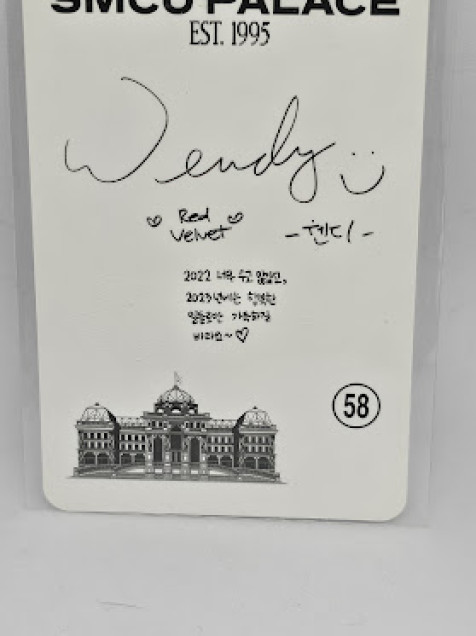 SMCU PALACE
EST. 1995
Wendy
Red
Velvet
-웬디-
2022 너무 수고 많았고,
2023년에는 행복한
일들로만 가득하길
바라요~♡
58